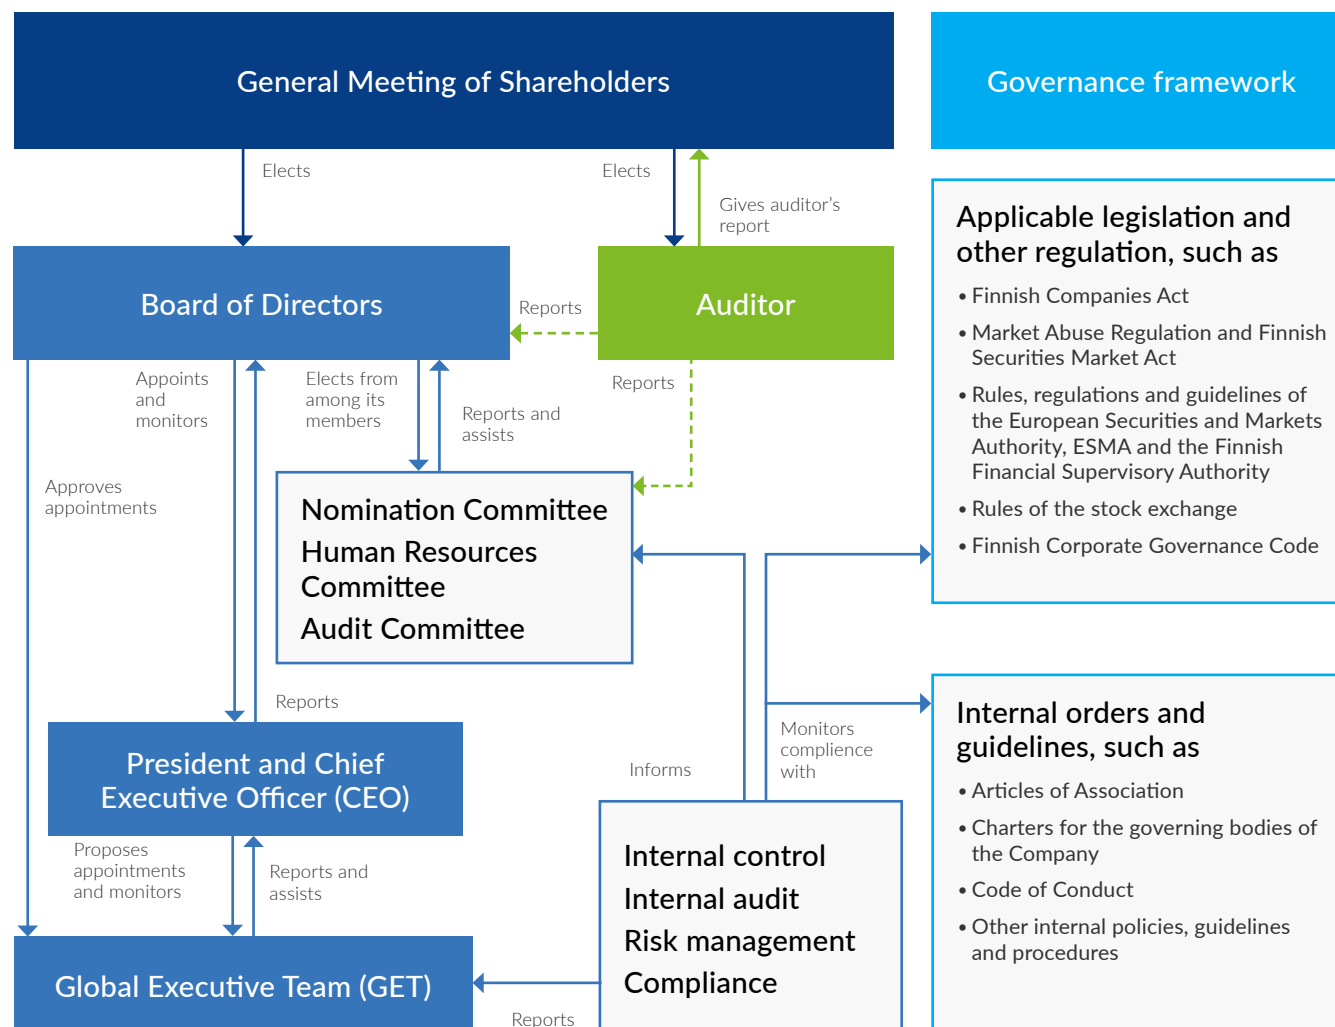 General Meeting of Shareholders
Governance framework
Elects
Elects
Gives auditor's
report
Board of Directors
Reports
Auditor
Appoints
and
monitors
Elects from
among its
members
Reports and
assists
Reports
Approves
appointments
Nomination Committee
Human Resources
Committee
Audit Committee
Reports
President and Chief
Executive Officer (CEO)
Proposes
appointments
and monitors
Reports and
assists
Global Executive Team (GET)
Informs
Monitors
complience
with
Internal control
Internal audit
Risk management
Compliance
Reports
Applicable legislation and
other regulation, such as
• Finnish Companies Act
• Market Abuse Regulation and Finnish
Securities Market Act
• Rules, regulations and guidelines of
the European Securities and Markets
Authority, ESMA and the Finnish
Financial Supervisory Authority
• Rules of the stock exchange
• Finnish Corporate Governance Code
Internal orders and
guidelines, such as
• Articles of Association
• Charters for the governing bodies of
the Company
• Code of Conduct
• Other internal policies, guidelines
and procedures